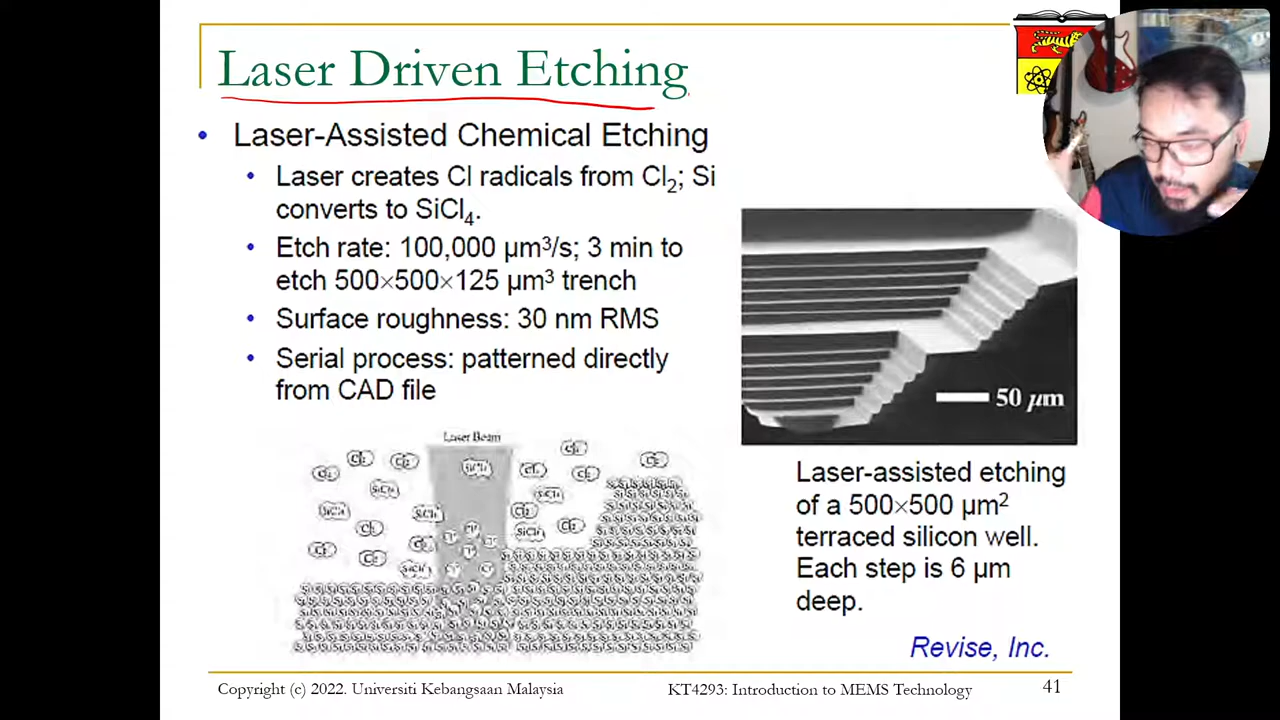 Laser Driven Etching
• Laser-Assisted Chemical Etching
• Laser creates Cl radicals from Cl₂; Si
converts to SiCl₄.
• Etch rate: 100,000 µm³/s; 3 min to
etch 500×500×125 µm³ trench
• Surface roughness: 30 nm RMS
• Serial process: patterned directly
from CAD file
50 µm
Laser Beam
Laser-assisted etching
of a 500×500 µm²
terraced silicon well.
Each step is 6 µm
deep.
Revise, Inc.
Copyright (c) 2022. Universiti Kebangsaan Malaysia
KT4293: Introduction to MEMS Technology
41